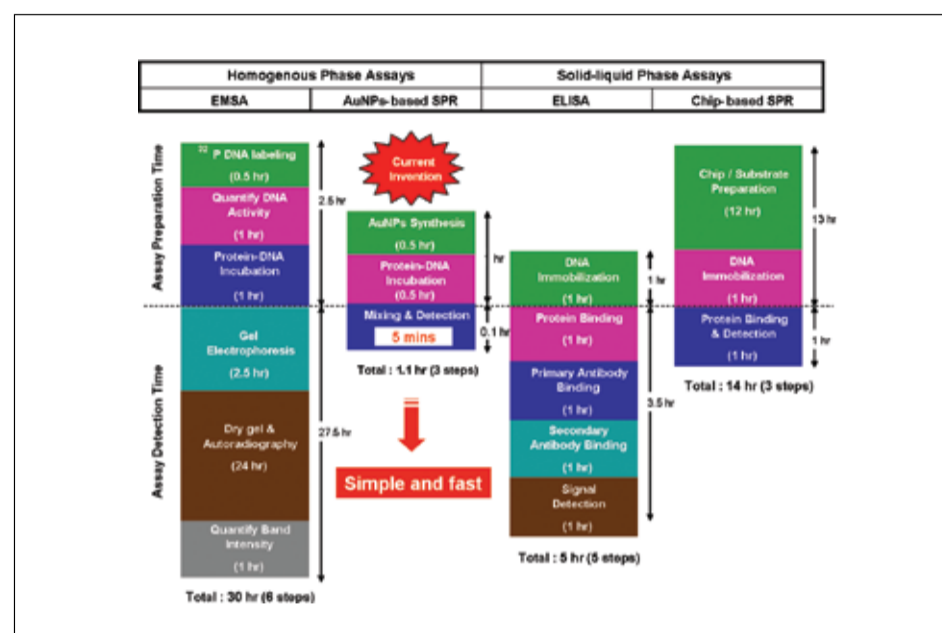 Homogenous Phase Assays
Solid-liquid Phase Assays
EMSA
AuNPs-based SPR
ELISA
Chip-based SPR
Assay Preparation Time
Assay Detection Time
32 P DNA labeling
(0.5 hr)
Quantify DNA
Activity
(1 hr)
Protein-DNA
Incubation
(1 hr)
2.5 hr
Gel
Electrophoresis
(2.5 hr)
Dry gel &
Autoradiography
(24 hr)
Quantify Band
Intensity
(1 hr)
27.5 hr
Total : 30 hr (6 steps)
Current
Invention
AuNPs Synthesis
(0.5 hr)
Protein-DNA
Incubation
(0.5 hr)
hr
Mixing & Detection
5 mins
0.1 hr
Total : 1.1 hr (3 steps)
Simple and fast
DNA
Immobilization
(1 hr)
1 hr
Protein Binding
(1 hr)
Primary Antibody
Binding
(1 hr)
Secondary
Antibody Binding
(1 hr)
Signal
Detection
(1 hr)
3.5 hr
Total : 5 hr (5 steps)
Chip / Substrate
Preparation
(12 hr)
DNA
Immobilization
(1 hr)
13 hr
Protein Binding
& Detection
(1 hr)
1 hr
Total : 14 hr (3 steps)